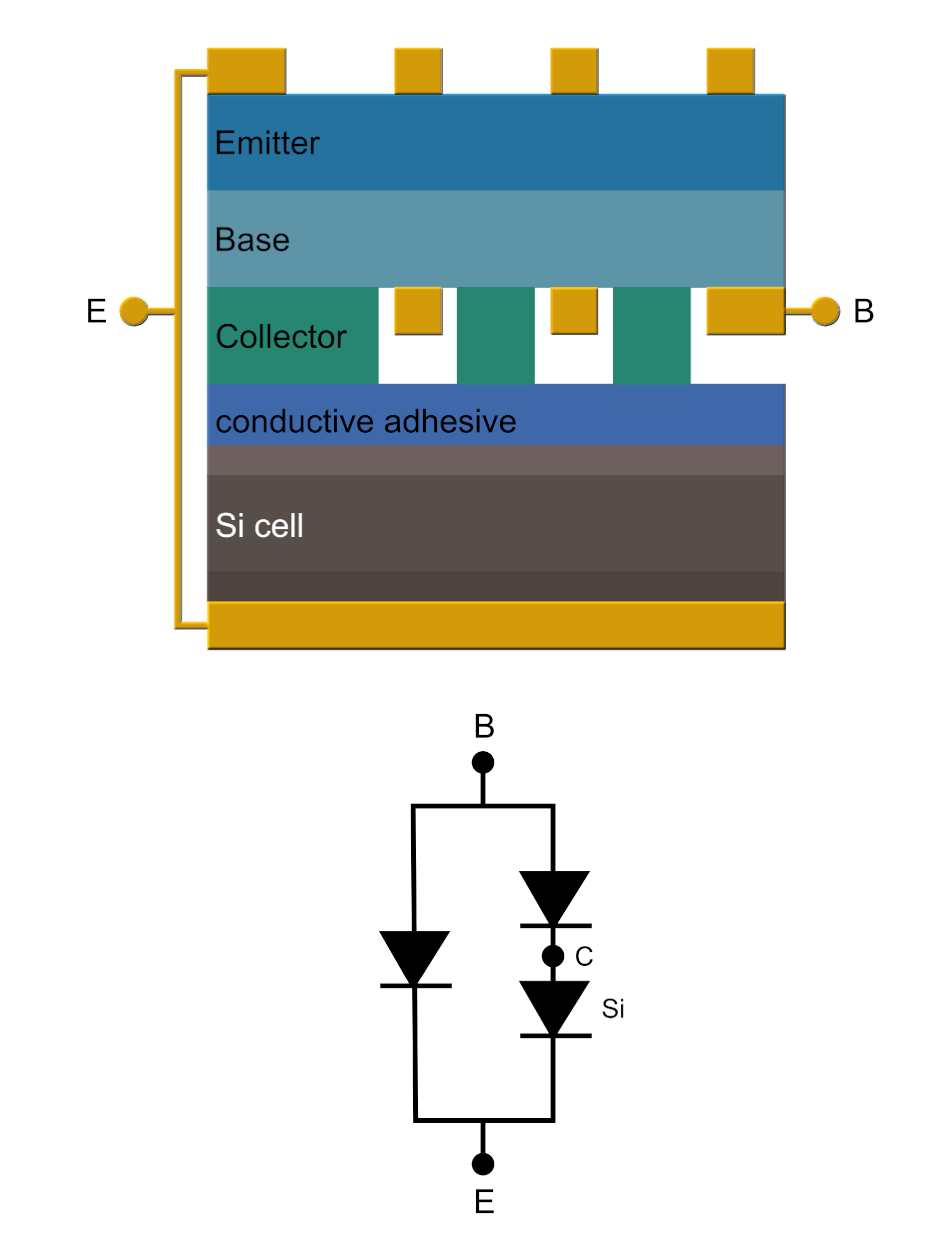 Emitter
Base
E
B
Collector
conductive adhesive
Si cell
B
C
Si
E